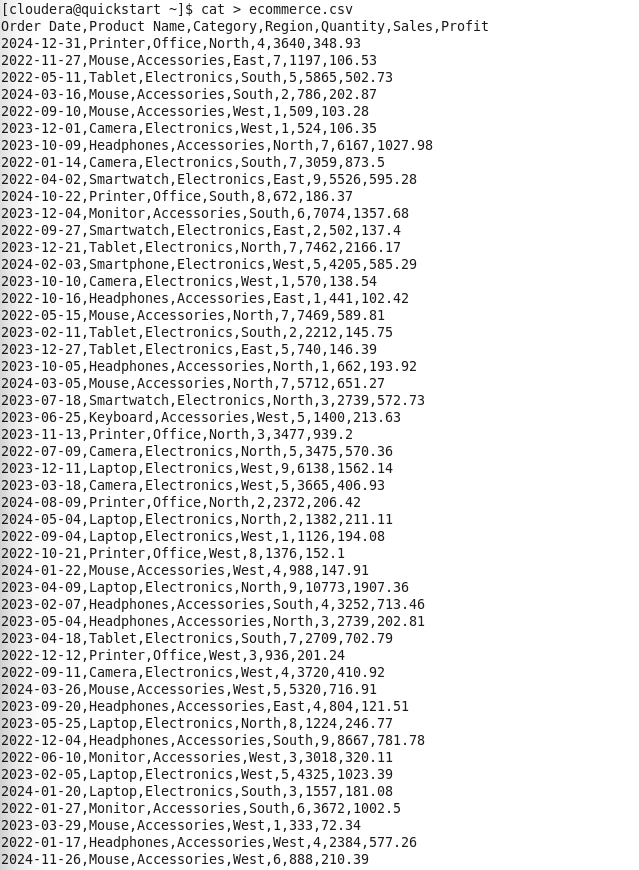 [cloudera@quickstart ~]$ cat > ecommerce.csv
Order Date,Product Name,Category,Region,Quantity,Sales,Profit
2024-12-31,Printer,Office,North,4,3640,348.93
2022-11-27,Mouse,Accessories,East,7,1197,106.53
2022-05-11,Tablet,Electronics,South,5,5865,502.73
2024-03-16,Mouse,Accessories,South,2,786,202.87
2022-09-10,Mouse,Accessories,West,1,509,103.28
2023-12-01,Camera,Electronics,West,1,524,106.35
2023-10-09,Headphones,Accessories,North,7,6167,1027.98
2022-01-14,Camera,Electronics,South,7,3059,873.5
2022-04-02,Smartwatch,Electronics,East,9,5526,595.28
2024-10-22,Printer,Office,South,8,672,186.37
2023-12-04,Monitor,Accessories,South,6,7074,1357.68
2022-09-27,Smartwatch,Electronics,East,2,502,137.4
2023-12-21,Tablet,Electronics,North,7,7462,2166.17
2024-02-03,Smartphone,Electronics,West,5,4205,585.29
2023-10-10,Camera,Electronics,West,1,570,138.54
2022-10-16,Headphones,Accessories,East,1,441,102.42
2022-05-15,Mouse,Accessories,North,7,7469,589.81
2023-02-11,Tablet,Electronics,South,2,2212,145.75
2023-12-27,Tablet,Electronics,East,5,740,146.39
2023-10-05,Headphones,Accessories,North,1,662,193.92
2024-03-05,Mouse,Accessories,North,7,5712,651.27
2023-07-18,Smartwatch,Electronics,North,3,2739,572.73
2023-06-25,Keyboard,Accessories,West,5,1400,213.63
2023-11-13,Printer,Office,North,3,3477,939.2
2022-07-09,Camera,Electronics,North,5,3475,570.36
2023-12-11,Laptop,Electronics,West,9,6138,1562.14
2023-03-18,Camera,Electronics,West,5,3665,406.93
2024-08-09,Printer,Office,North,2,2372,206.42
2024-05-04,Laptop,Electronics,North,2,1382,211.11
2022-09-04,Laptop,Electronics,West,1,1126,194.08
2022-10-21,Printer,Office,West,8,1376,152.1
2024-01-22,Mouse,Accessories,West,4,988,147.91
2023-04-09,Laptop,Electronics,North,9,10773,1907.36
2023-02-07,Headphones,Accessories,South,4,3252,713.46
2023-05-04,Headphones,Accessories,North,3,2739,202.81
2023-04-18,Tablet,Electronics,South,7,2709,702.79
2022-12-12,Printer,Office,West,3,936,201.24
2022-09-11,Camera,Electronics,West,4,3720,410.92
2024-03-26,Mouse,Accessories,West,5,5320,716.91
2023-09-20,Headphones,Accessories,East,4,804,121.51
2023-05-25,Laptop,Electronics,North,8,1224,246.77
2022-12-04,Headphones,Accessories,South,9,8667,781.78
2022-06-10,Monitor,Accessories,West,3,3018,320.11
2023-02-05,Laptop,Electronics,West,5,4325,1023.39
2024-01-20,Laptop,Electronics,South,3,1557,181.08
2022-01-27,Monitor,Accessories,South,6,3672,1002.5
2023-03-29,Mouse,Accessories,West,1,333,72.34
2022-01-17,Headphones,Accessories,West,4,2384,577.26
2024-11-26,Mouse,Accessories,West,6,888,210.39